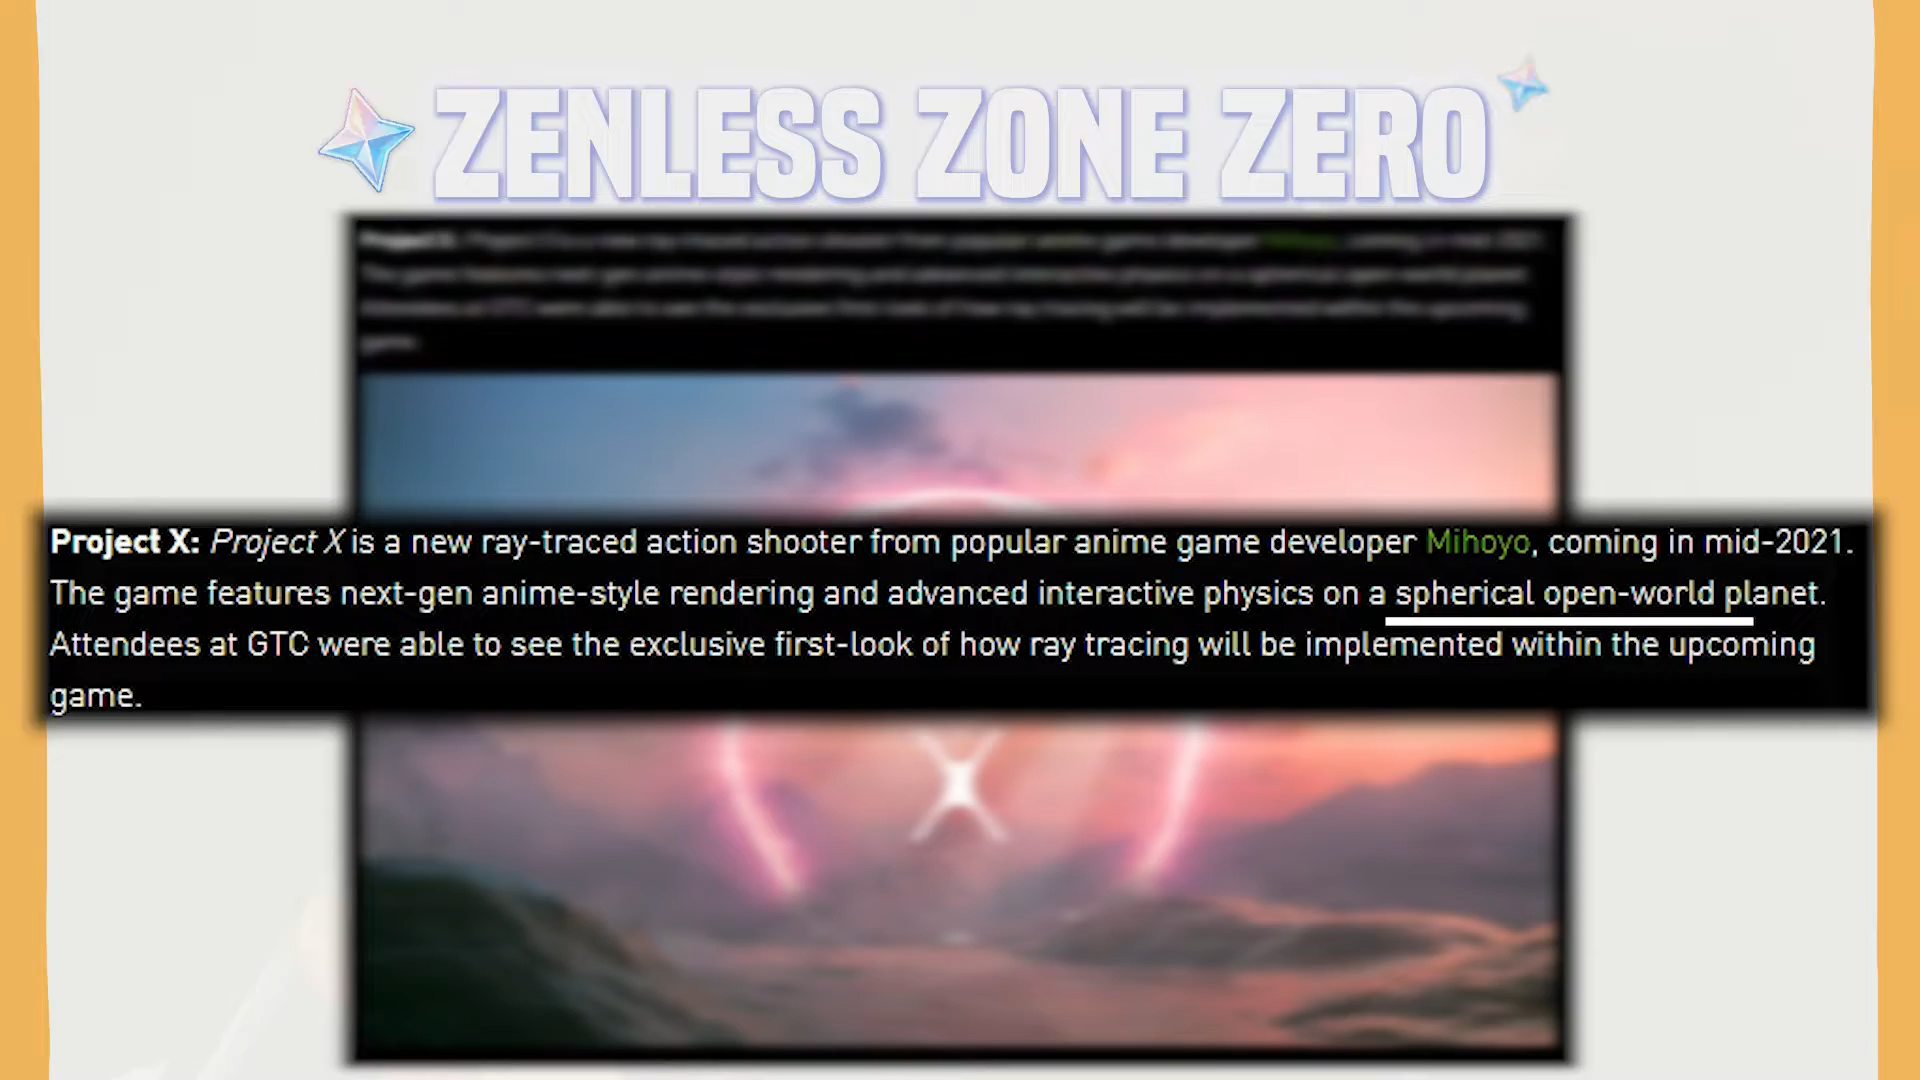 ZENLESS ZONE ZERO
Project X: Project X is a new ray-traced action shooter from popular anime game developer Mihoyo, coming in mid-2021.
The game features next-gen anime-style rendering and advanced interactive physics on a spherical open-world planet.
Attendees at GTC were able to see the exclusive first-look of how ray tracing will be implemented within the upcoming
game.